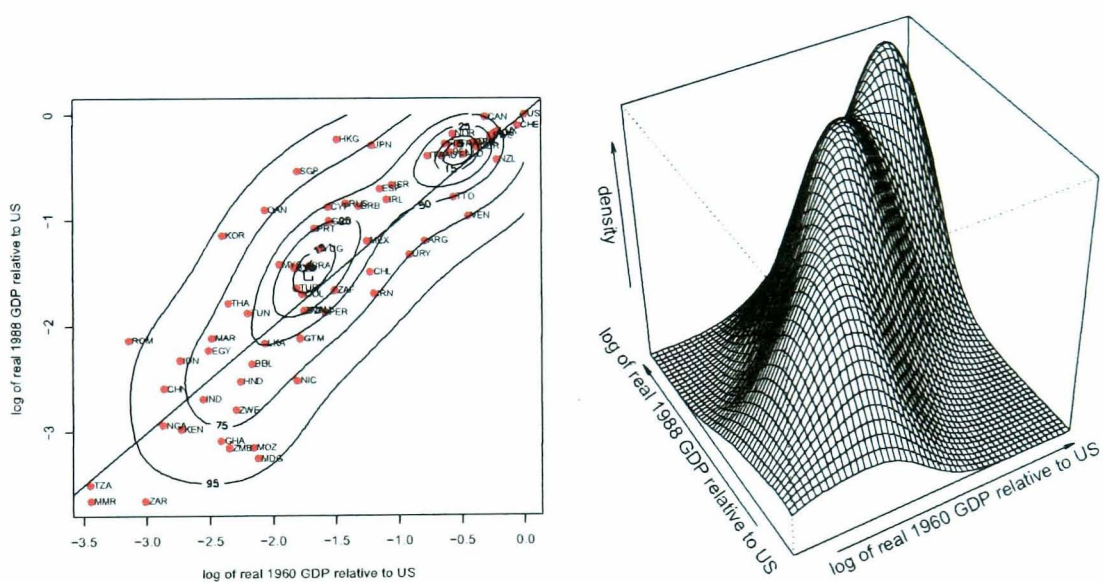 log of real 1988 GDP relative to US
0
-1
-2
-3
CAN
US
CHE
HKG
JPN
25
NOR
NZL
SGP
15
IRL
TTO
OAN
50
VEN
KOR
PRT
25
MEX
ARG
URY
CHL
IRN
THA
TUN
ZAF
PER
ROM
MAR
LKA
GTM
EGY
IDN
CHN
HND
NIC
IND
ZWE
NGA
KEN
75
GHA
ZMB
MOZ
MDG
95
TZA
MMR
ZAR
-3.5
-3.0
-2.5
-2.0
-1.5
-1.0
-0.5
0.0
log of real 1960 GDP relative to US
density
log of real 1988 GDP relative to US
log of real 1960 GDP relative to US